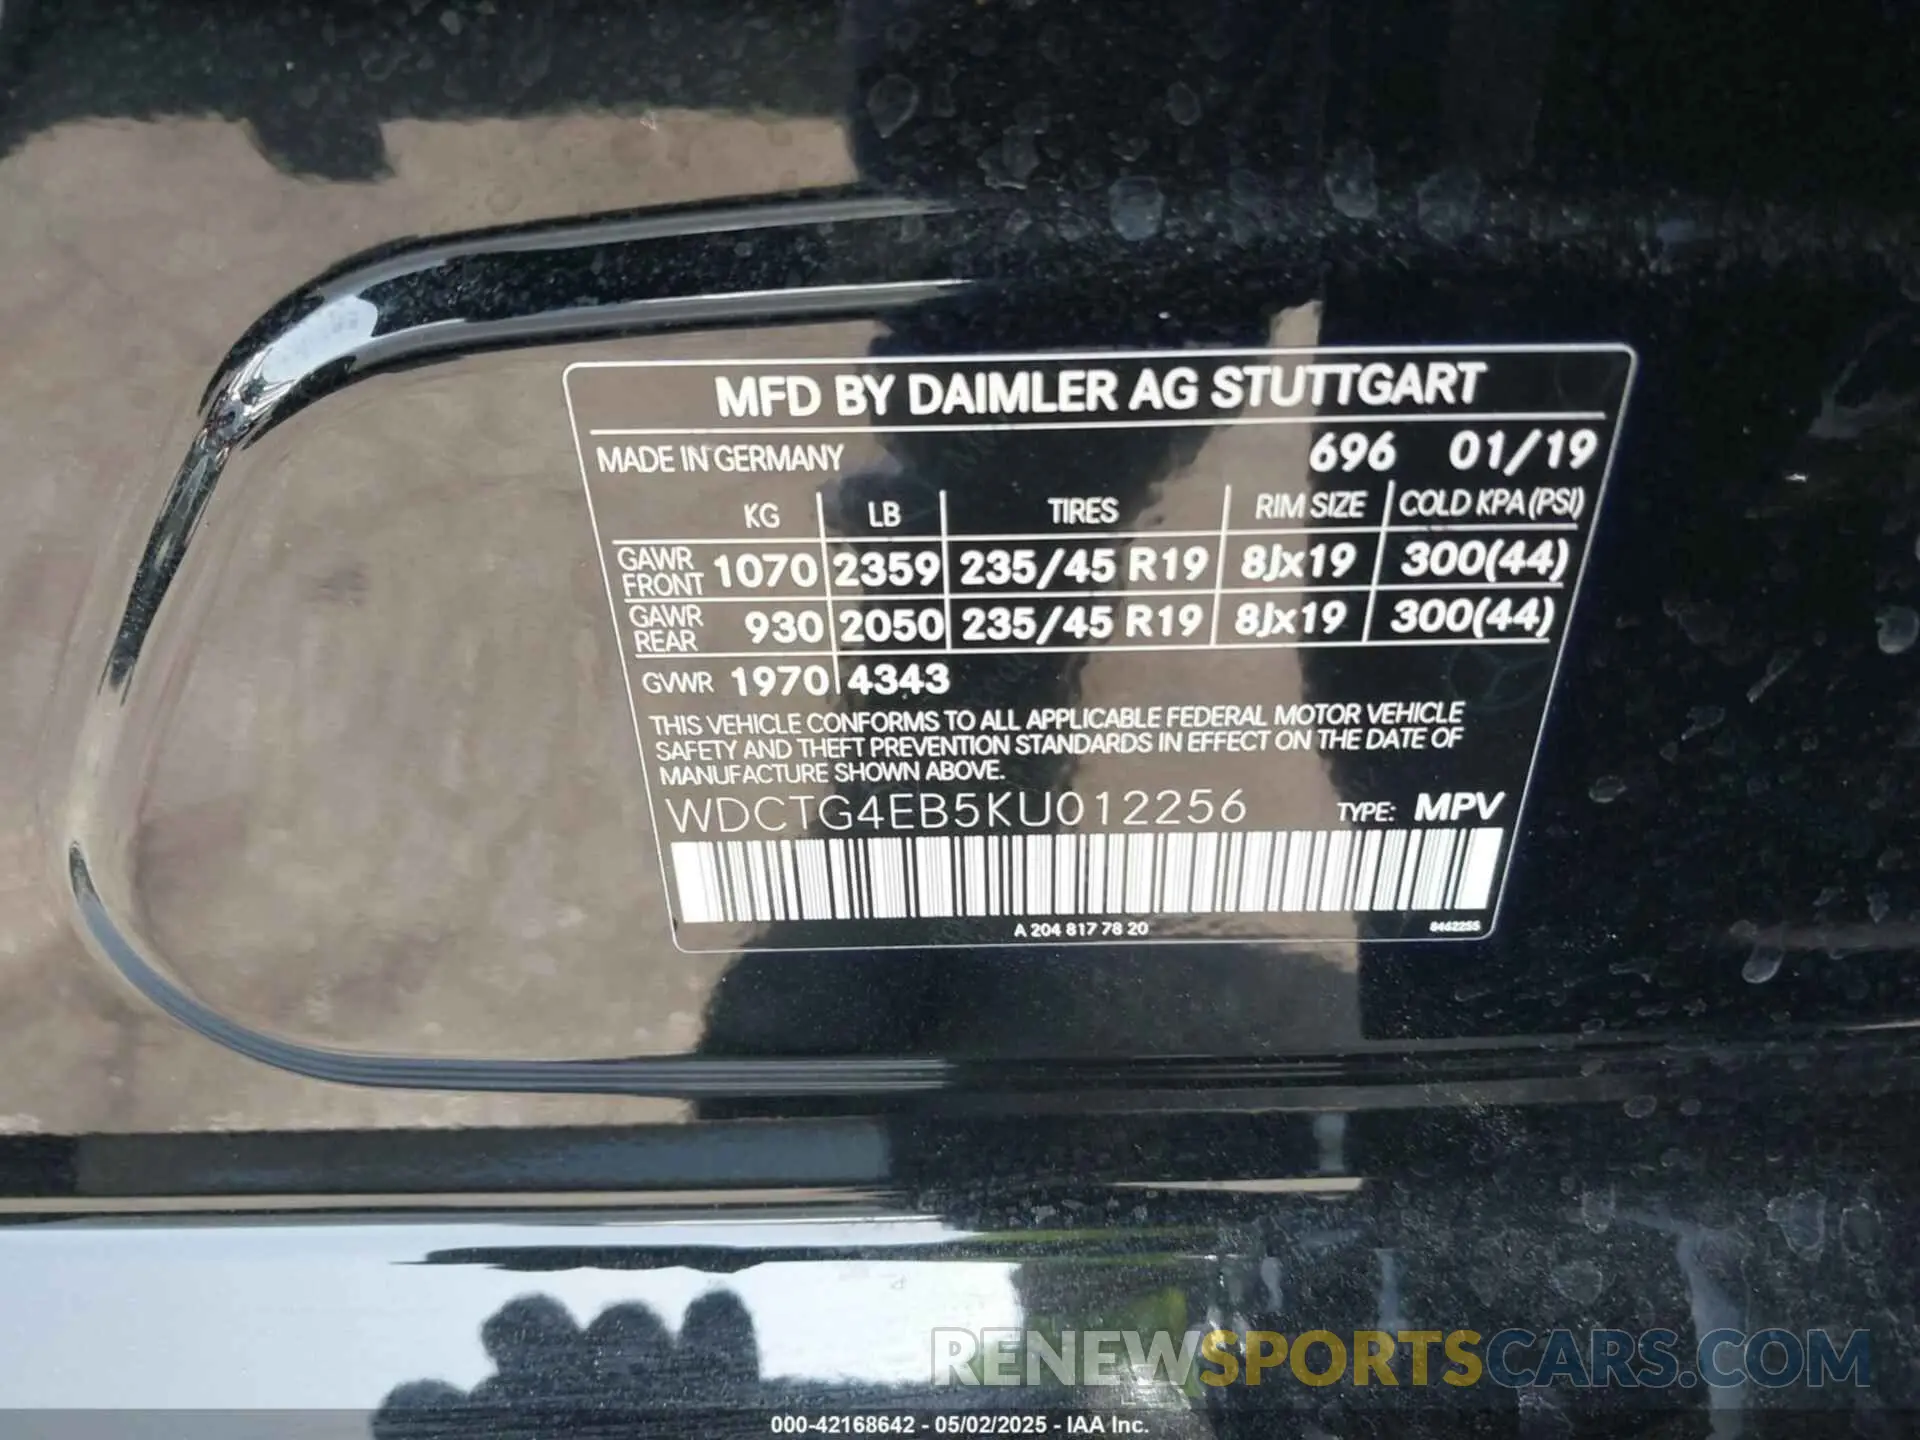 MFD BY DAIMLER AG STUTTGART
MADE IN GERMANY 696 01/19
KG LB TIRES RIM SIZE COLD KPA (PSI)
GAWR FRONT 1070 2359 235/45 R19 8Jx19 300(44)
GAWR REAR 930 2050 235/45 R19 8Jx19 300(44)
GVWR 1970 4343
THIS VEHICLE CONFORMS TO ALL APPLICABLE FEDERAL MOTOR VEHICLE
SAFETY AND THEFT PREVENTION STANDARDS IN EFFECT ON THE DATE OF
MANUFACTURE SHOWN ABOVE.
WDCTG4EB5KU012256 TYPE: MPV
A 204 817 78 20 8462255
RENEWSPORTSCARS.COM
000-42168642 - 05/02/2025 - IAA Inc.